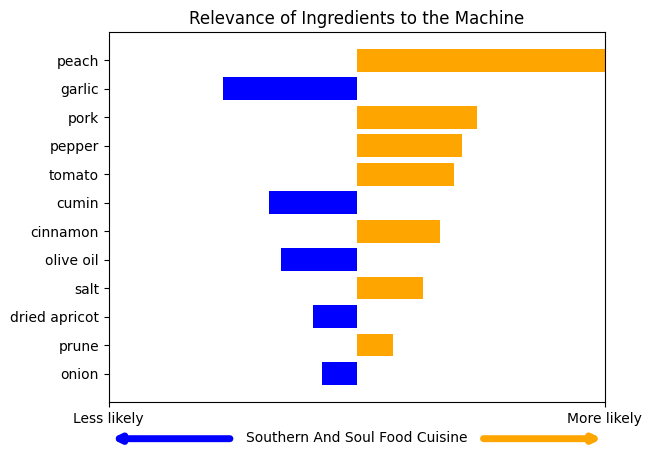 Relevance of Ingredients to the Machine
peach
garlic
pork
pepper
tomato
cumin
cinnamon
olive oil
salt
dried apricot
prune
onion
Less likely
More likely
Southern And Soul Food Cuisine